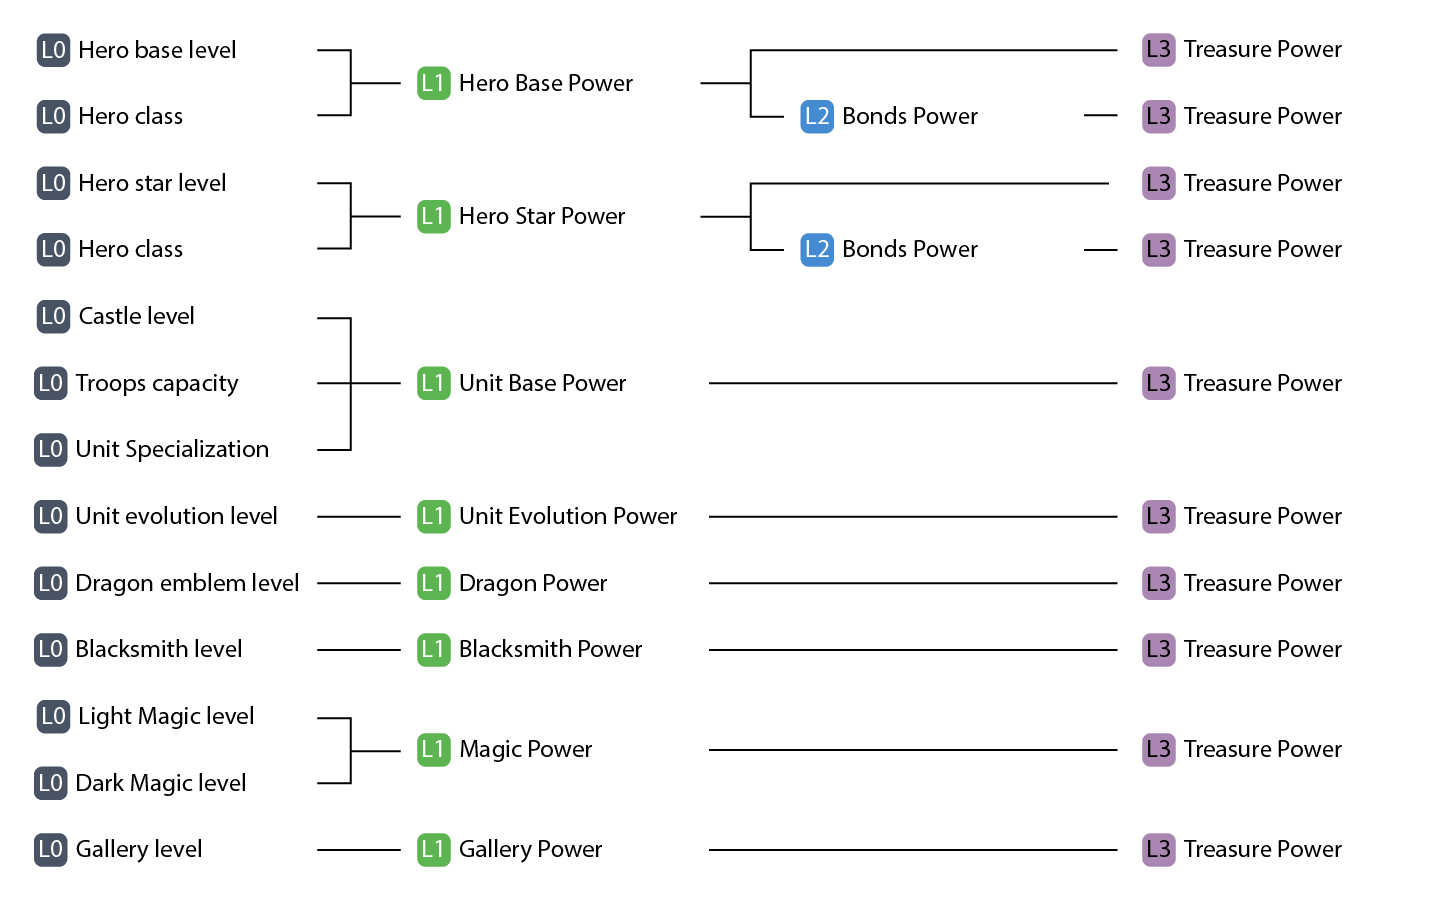 L0 Hero base level
L3 Treasure Power
L1 Hero Base Power
L0 Hero class
L2 Bonds Power
L3 Treasure Power
L0 Hero star level
L3 Treasure Power
L1 Hero Star Power
L0 Hero class
L2 Bonds Power
L3 Treasure Power
L0 Castle level
L0 Troops capacity
L1 Unit Base Power
L3 Treasure Power
L0 Unit Specialization
L0 Unit evolution level
L1 Unit Evolution Power
L3 Treasure Power
L0 Dragon emblem level
L1 Dragon Power
L3 Treasure Power
L0 Blacksmith level
L1 Blacksmith Power
L3 Treasure Power
L0 Light Magic level
L1 Magic Power
L3 Treasure Power
L0 Dark Magic level
L0 Gallery level
L1 Gallery Power
L3 Treasure Power